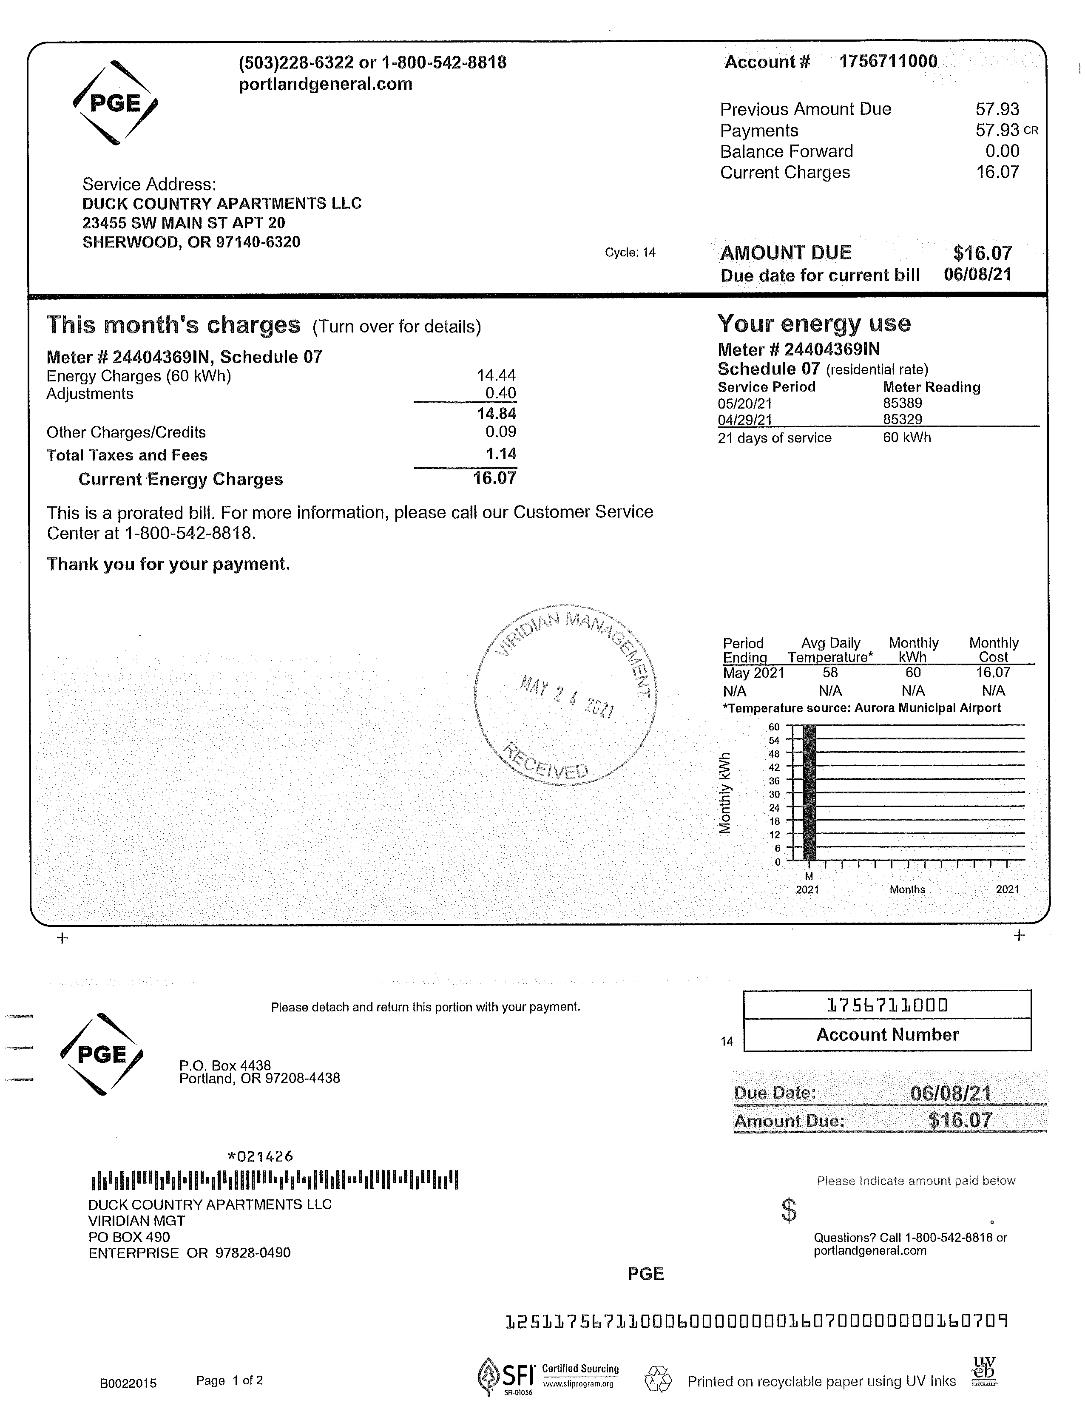 PGE
(503)228-6322 or 1-800-542-8818
portlandgeneral.com
Account # 1756711000
Previous Amount Due 57.93
Payments 57.93 CR
Balance Forward 0.00
Current Charges 16.07
Service Address:
DUCK COUNTRY APARTMENTS LLC
23455 SW MAIN ST APT 20
SHERWOOD, OR 97140-6320
Cycle: 14
AMOUNT DUE $16.07
Due date for current bill 06/08/21
This month's charges (Turn over for details)
Meter # 24404369IN, Schedule 07
Energy Charges (60 kWh) 14.44
Adjustments 0.40
14.84
Other Charges/Credits 0.09
Total Taxes and Fees 1.14
Current Energy Charges 16.07
This is a prorated bill. For more information, please call our Customer Service
Center at 1-800-542-8818.
Thank you for your payment.
Your energy use
Meter # 24404369IN
Schedule 07 (residential rate)
Service Period Meter Reading
05/20/21 85389
04/29/21 85329
21 days of service 60 kWh
VIRIDIAN MANAGEMENT
MAY 24 2021
RECEIVED
Period Avg Daily Monthly Monthly
Ending Temperature* kWh Cost
May 2021 58 60 16.07
N/A N/A N/A N/A
*Temperature source: Aurora Municipal Airport
Monthly kWh
60
54
48
42
36
30
24
18
12
6
0
M
2021 Months 2021
Please detach and return this portion with your payment.
PGE
P.O. Box 4438
Portland, OR 97208-4438
1756711000
14 Account Number
Due Date: 06/08/21
Amount Due: $16.07
*021426
DUCK COUNTRY APARTMENTS LLC
VIRIDIAN MGT
PO BOX 490
ENTERPRISE OR 97828-0490
Please indicate amount paid below
$ .
Questions? Call 1-800-542-8818 or
portlandgeneral.com
PGE
125117567110006000000001607000000000160709
B0022015 Page 1 of 2
SFI Certified Sourcing
www.sfiprogram.org
SFI-01036
Printed on recyclable paper using UV Inks
uv
eb